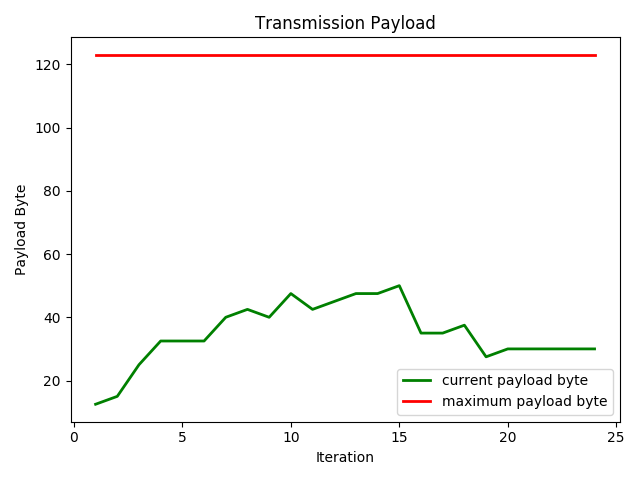 Transmission Payload
120
100
80
60
40
20
Payload Byte
current payload byte
maximum payload byte
0 5 10 15 20 25
Iteration